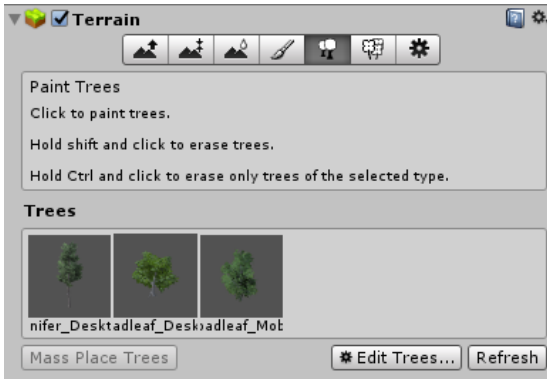 Terrain
Paint Trees
Click to paint trees.
Hold shift and click to erase trees.
Hold Ctrl and click to erase only trees of the selected type.
Trees
nifer_Deskt adleaf_Desk adleaf_Mob
Mass Place Trees Edit Trees... Refresh